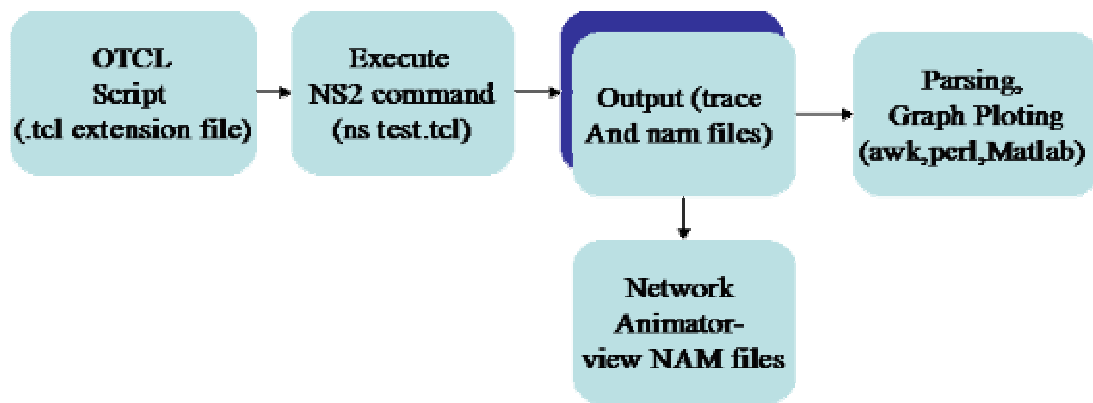 OTCL
Script
(.tcl extension file)
Execute
NS2 command
(ns test.tcl)
Output (trace
And nam files)
Parsing,
Graph Ploting
(awk,perl,Matlab)
Network
Animator-
view NAM files